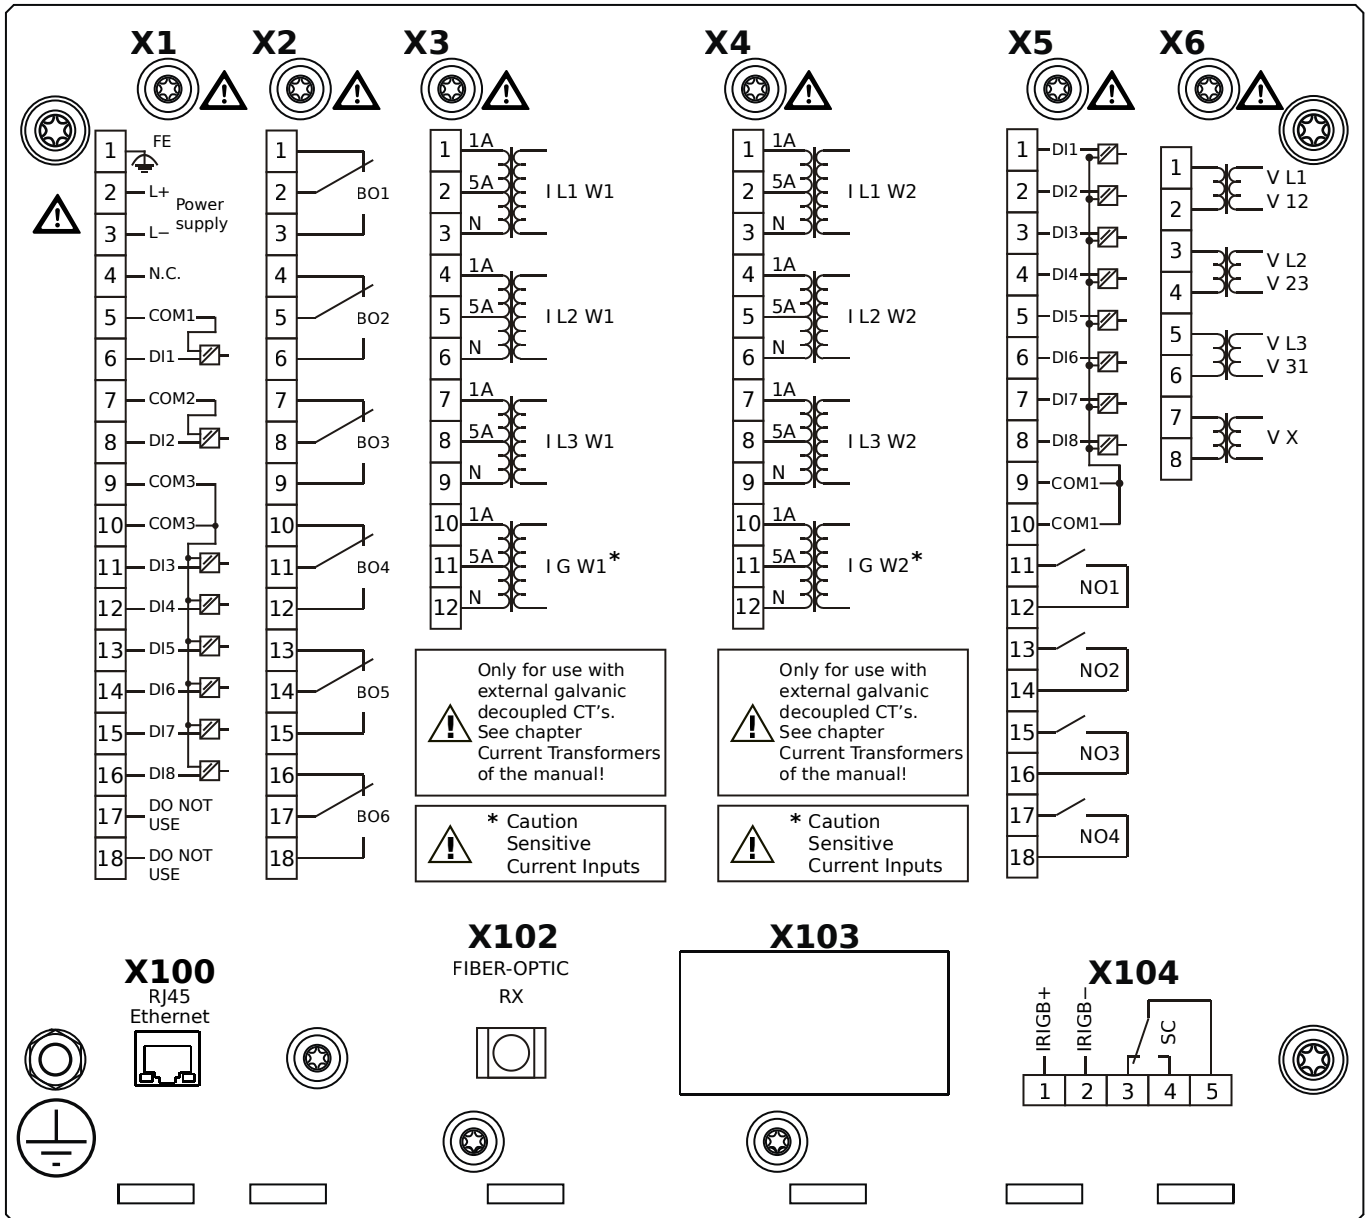 X1 X2 X3 X4 X5 X6
1 FE
2 L+
Power
supply
3 L−
4 N.C.
5 COM1
6 DI1
7 COM2
8 DI2
9 COM3
10 COM3
11 DI3
12 DI4
13 DI5
14 DI6
15 DI7
16 DI8
17 DO NOT
USE
18 DO NOT
USE
1
2 BO1
3
4
5 BO2
6
7
8 BO3
9
10
11 BO4
12
13
14 BO5
15
16
17 BO6
18
1 1A
2 5A I L1 W1
3 N
4 1A
5 5A I L2 W1
6 N
7 1A
8 5A I L3 W1
9 N
10 1A
11 5A I G W1*
12 N
Only for use with
external galvanic
decoupled CT's.
See chapter
Current Transformers
of the manual!
* Caution
Sensitive
Current Inputs
1 1A
2 5A I L1 W2
3 N
4 1A
5 5A I L2 W2
6 N
7 1A
8 5A I L3 W2
9 N
10 1A
11 5A I G W2*
12 N
Only for use with
external galvanic
decoupled CT's.
See chapter
Current Transformers
of the manual!
* Caution
Sensitive
Current Inputs
1 DI1
2 DI2
3 DI3
4 DI4
5 DI5
6 DI6
7 DI7
8 DI8
9 COM1
10 COM1
11
NO1
12
13
NO2
14
15
NO3
16
17
NO4
18
1 V L1
2 V 12
3 V L2
4 V 23
5 V L3
6 V 31
7
V X
8
X100
RJ45
Ethernet
X102
FIBER-OPTIC
RX
X103
X104
IRIGB+
IRIGB−
SC
1 2 3 4 5